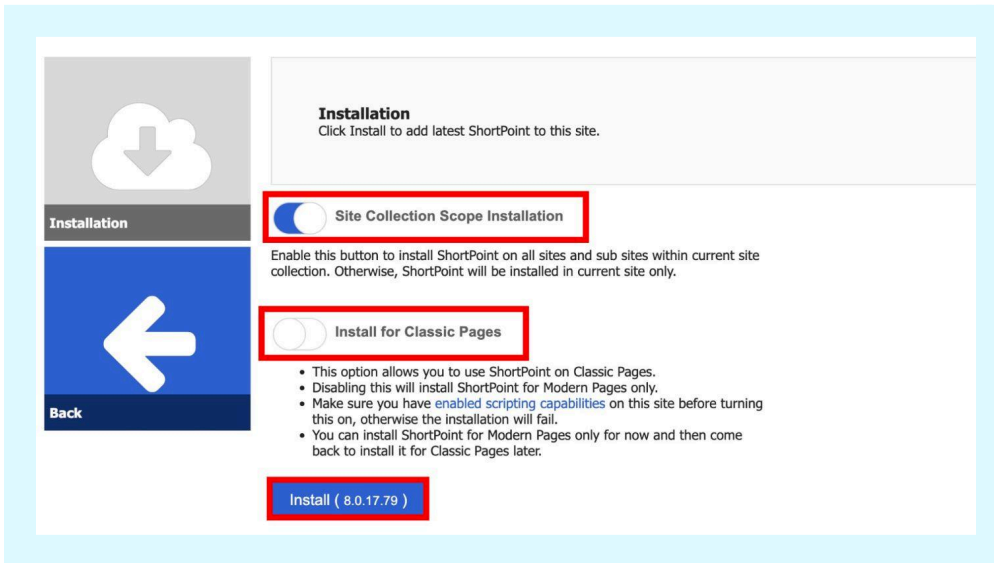 Installation
Click Install to add latest ShortPoint to this site.
Installation
Site Collection Scope Installation
Enable this button to install ShortPoint on all sites and sub sites within current site
collection. Otherwise, ShortPoint will be installed in current site only.
Install for Classic Pages
• This option allows you to use ShortPoint on Classic Pages.
• Disabling this will install ShortPoint for Modern Pages only.
• Make sure you have enabled scripting capabilities on this site before turning
this on, otherwise the installation will fail.
• You can install ShortPoint for Modern Pages only for now and then come
back to install it for Classic Pages later.
Back
Install ( 8.0.17.79 )